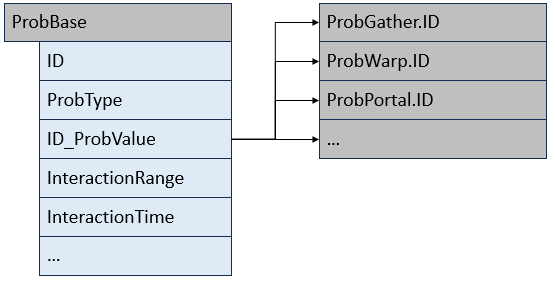 ProbBase
ID
ProbType
ID_ProbValue
InteractionRange
InteractionTime
...
ProbGather.ID
ProbWarp.ID
ProbPortal.ID
...